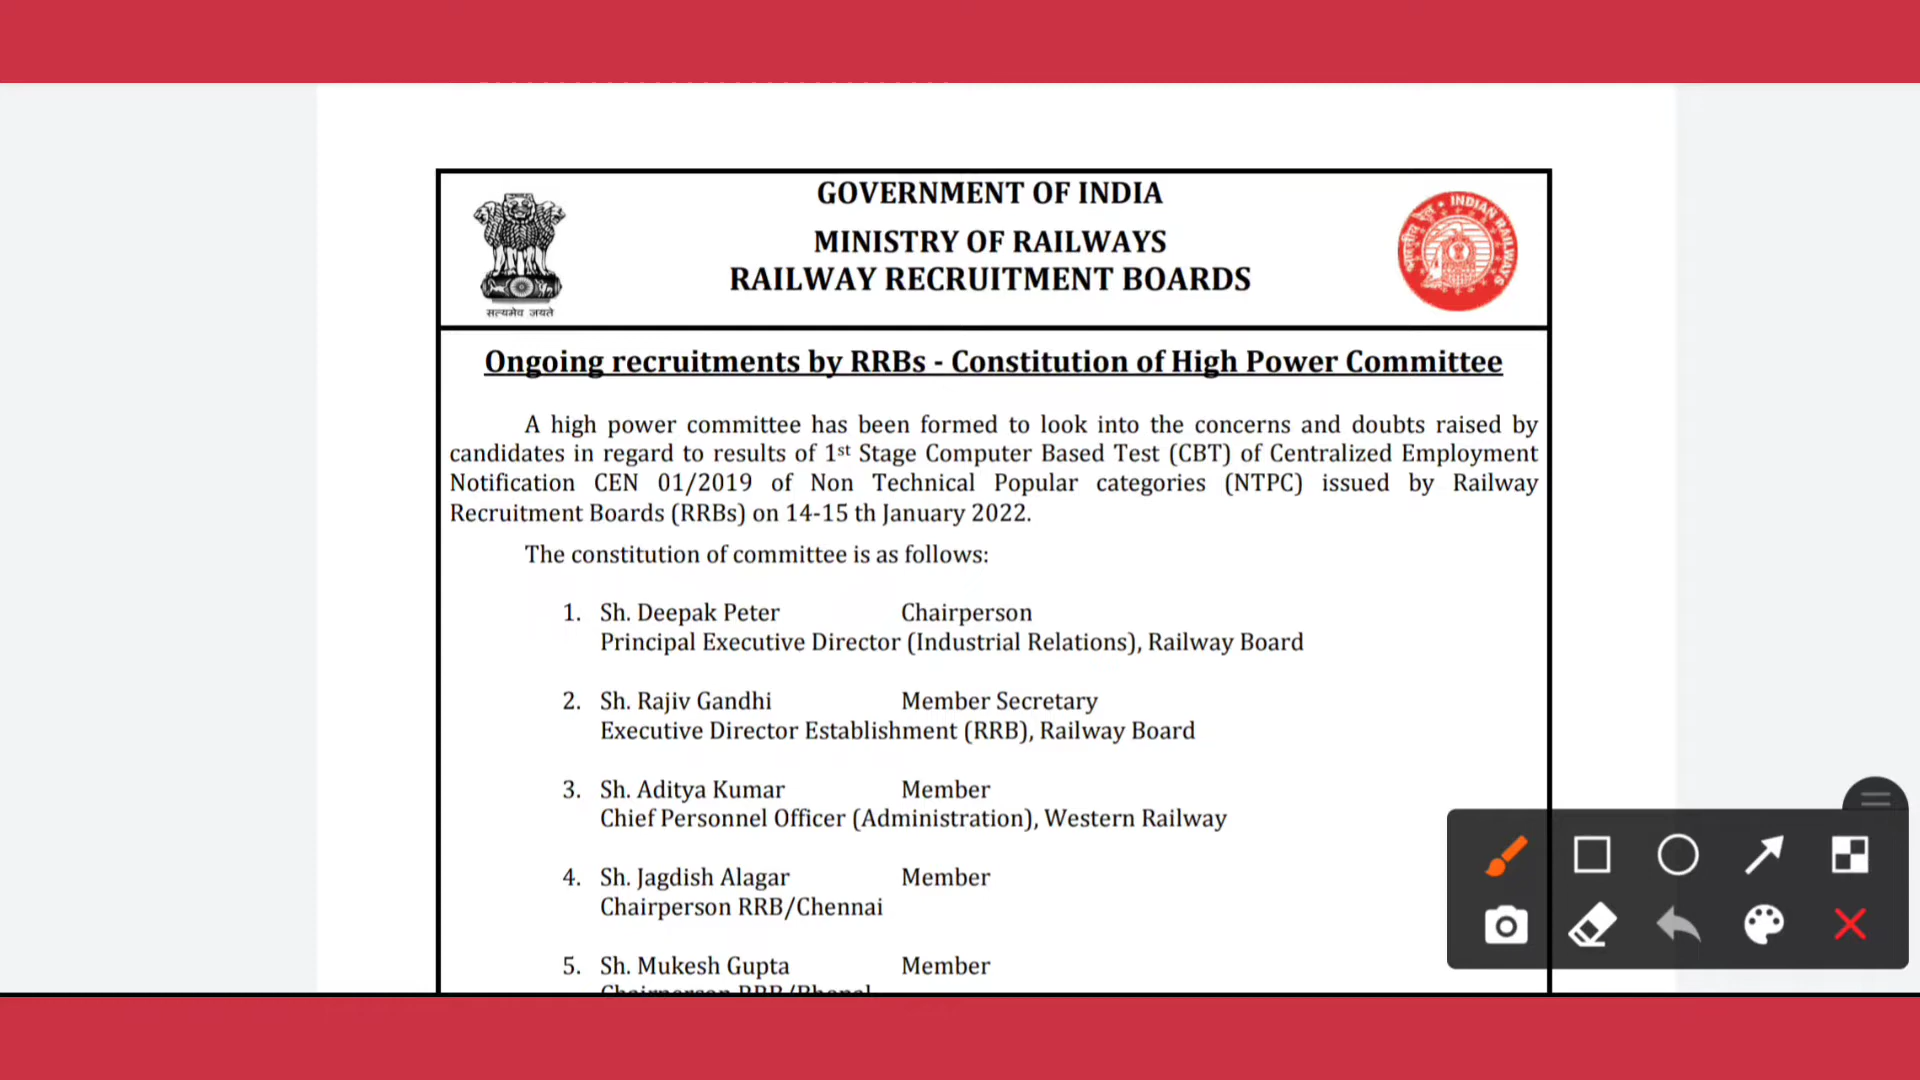 GOVERNMENT OF INDIA
MINISTRY OF RAILWAYS
RAILWAY RECRUITMENT BOARDS
सत्यमेव जयते
भारतीय रेल • INDIAN RAILWAYS
Ongoing recruitments by RRBs - Constitution of High Power Committee
A high power committee has been formed to look into the concerns and doubts raised by
candidates in regard to results of 1st Stage Computer Based Test (CBT) of Centralized Employment
Notification CEN 01/2019 of Non Technical Popular categories (NTPC) issued by Railway
Recruitment Boards (RRBs) on 14-15 th January 2022.
The constitution of committee is as follows:
1. Sh. Deepak Peter Chairperson
Principal Executive Director (Industrial Relations), Railway Board
2. Sh. Rajiv Gandhi Member Secretary
Executive Director Establishment (RRB), Railway Board
3. Sh. Aditya Kumar Member
Chief Personnel Officer (Administration), Western Railway
4. Sh. Jagdish Alagar Member
Chairperson RRB/Chennai
5. Sh. Mukesh Gupta Member
Chairperson RRB/Bhopal